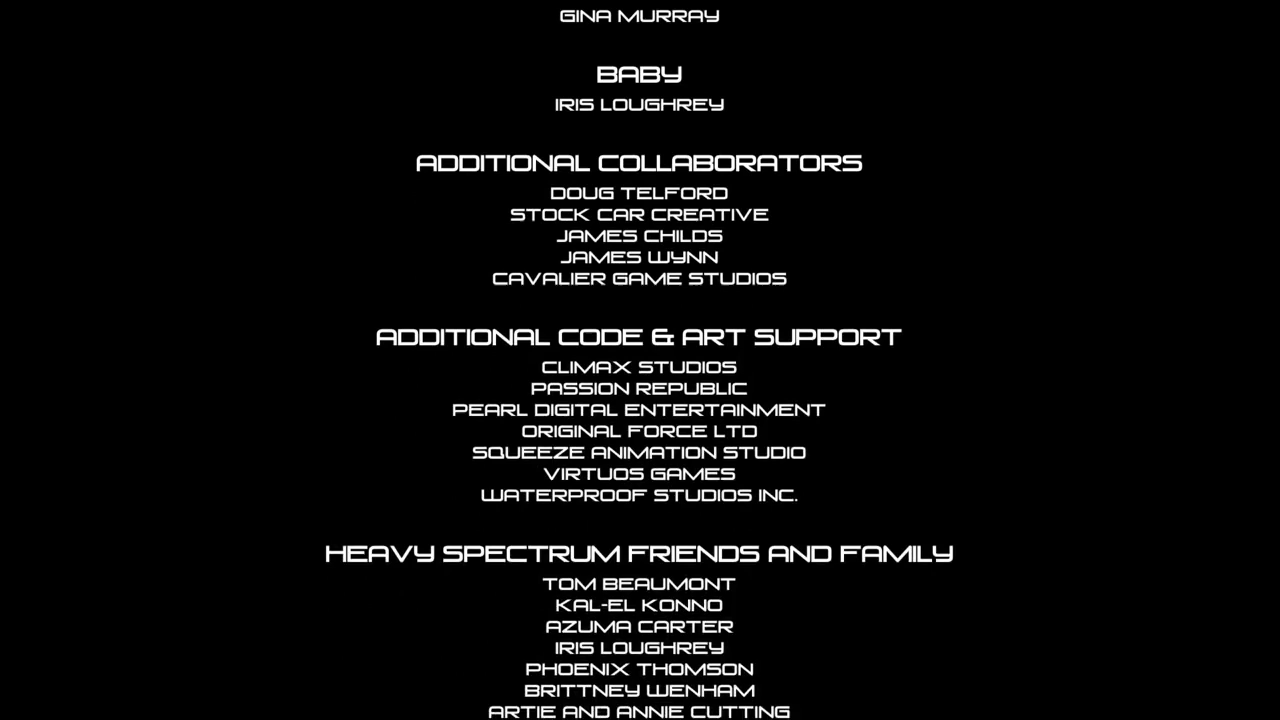 GINA MURRAY
BABY
IRIS LOUGHREY
ADDITIONAL COLLABORATORS
DOUG TELFORD
STOCK CAR CREATIVE
JAMES CHILDS
JAMES WYNN
CAVALIER GAME STUDIOS
ADDITIONAL CODE & ART SUPPORT
CLIMAX STUDIOS
PASSION REPUBLIC
PEARL DIGITAL ENTERTAINMENT
ORIGINAL FORCE LTD
SQUEEZE ANIMATION STUDIO
VIRTUOS GAMES
WATERPROOF STUDIOS INC.
HEAVY SPECTRUM FRIENDS AND FAMILY
TOM BEAUMONT
KAL-EL KONNO
AZUMA CARTER
IRIS LOUGHREY
PHOENIX THOMSON
BRITTNEY WENHAM
ARTIE AND ANNIE CUTTING